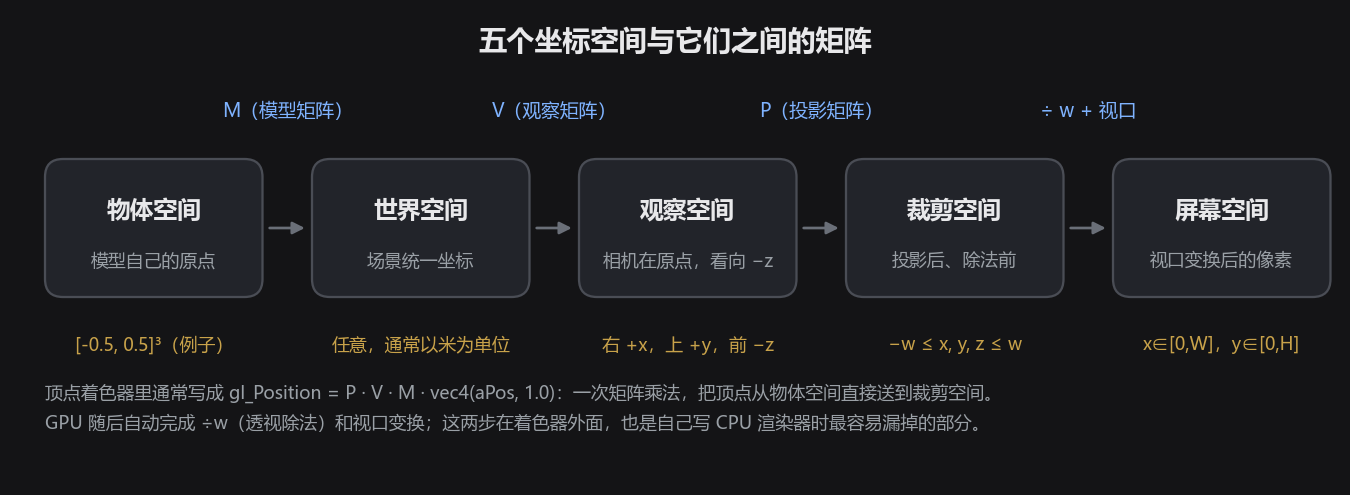 五个坐标空间与它们之间的矩阵
M（模型矩阵）
V（观察矩阵）
P（投影矩阵）
÷ w + 视口
物体空间
模型自己的原点
世界空间
场景统一坐标
观察空间
相机在原点，看向 −z
裁剪空间
投影后、除法前
屏幕空间
视口变换后的像素
[-0.5, 0.5]³（例子）
任意，通常以米为单位
右 +x，上 +y，前 −z
−w ≤ x, y, z ≤ w
x∈[0,W]，y∈[0,H]
顶点着色器里通常写成 gl_Position = P · V · M · vec4(aPos, 1.0)：一次矩阵乘法，把顶点从物体空间直接送到裁剪空间。
GPU 随后自动完成 ÷w（透视除法）和视口变换；这两步在着色器外面，也是自己写 CPU 渲染器时最容易漏掉的部分。